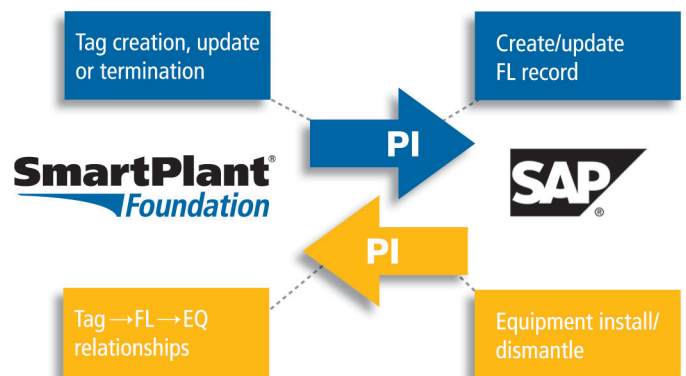 Tag creation, update
or termination
Create/update
FL record
PI
SmartPlant®
Foundation
SAP
®
PI
Tag→FL→EQ
relationships
Equipment install/
dismantle